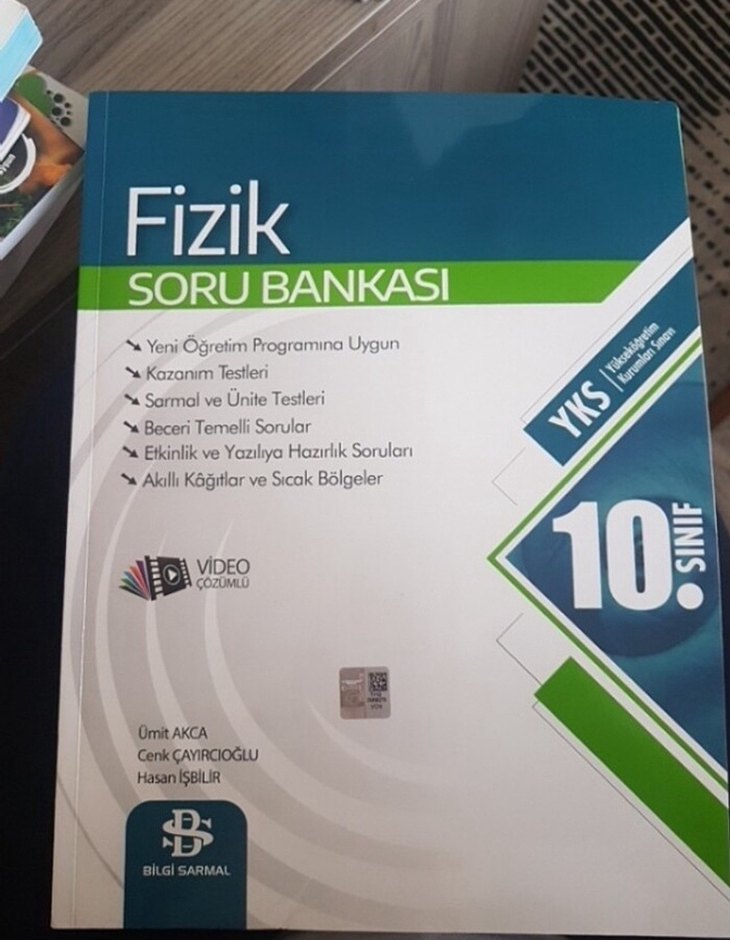 Fizik
SORU BANKASI
Yeni Öğretim Programına Uygun
Kazanım Testleri
Sarmal ve Ünite Testleri
Beceri Temelli Sorular
Etkinlik ve Yazılıya Hazırlık Soruları
Akıllı Kâğıtlar ve Sıcak Bölgeler
YKS
Yükseköğretim
Kurumları Sınavı
10.
SINIF
VİDEO
ÇÖZÜMLÜ
Ümit AKCA
Cenk ÇAYIRCIOĞLU
Hasan İŞBİLİR
BS
BİLGİ SARMAL